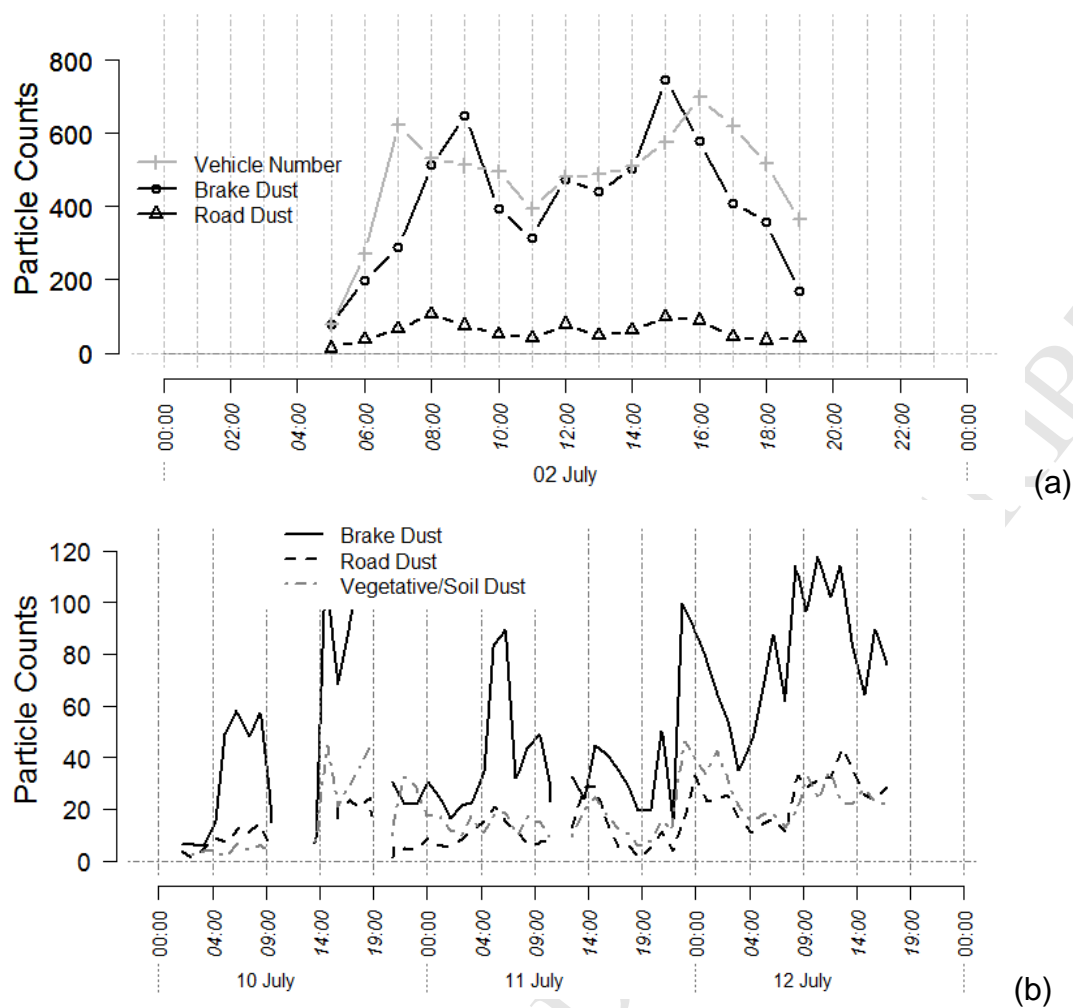 Particle Counts
800
600
400
200
0
Vehicle Number
Brake Dust
Road Dust
00:00
02:00
04:00
06:00
08:00
10:00
12:00
14:00
16:00
18:00
20:00
22:00
00:00
02 July
(a)
Particle Counts
120
100
80
60
40
20
0
Brake Dust
Road Dust
Vegetative/Soil Dust
00:00
04:00
09:00
14:00
19:00
00:00
04:00
09:00
14:00
19:00
00:00
04:00
09:00
14:00
19:00
00:00
10 July
11 July
12 July
(b)